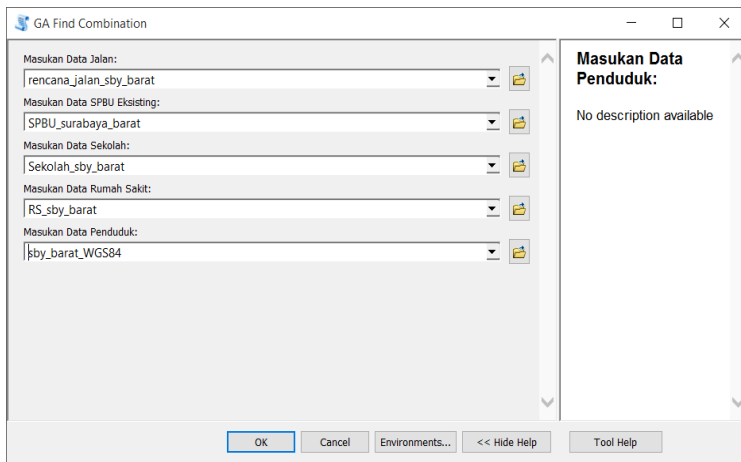 GA Find Combination
Masukan Data Jalan:
rencana_jalan_sby_barat
Masukan Data SPBU Eksisting:
SPBU_surabaya_barat
Masukan Data Sekolah:
Sekolah_sby_barat
Masukan Data Rumah Sakit:
RS_sby_barat
Masukan Data Penduduk:
sby_barat_WGS84
Masukan Data
Penduduk:
No description available
OK
Cancel
Environments...
<< Hide Help
Tool Help